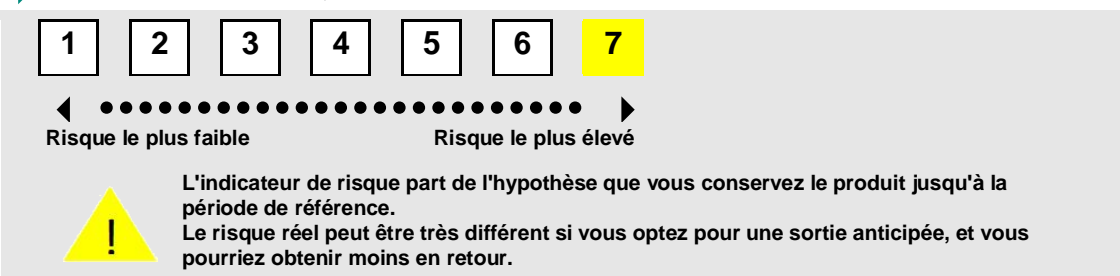 1 2 3 4 5 6 7
Risque le plus faible Risque le plus élevé
L'indicateur de risque part de l'hypothèse que vous conservez le produit jusqu'à la
période de référence.
! Le risque réel peut être très différent si vous optez pour une sortie anticipée, et vous
pourriez obtenir moins en retour.